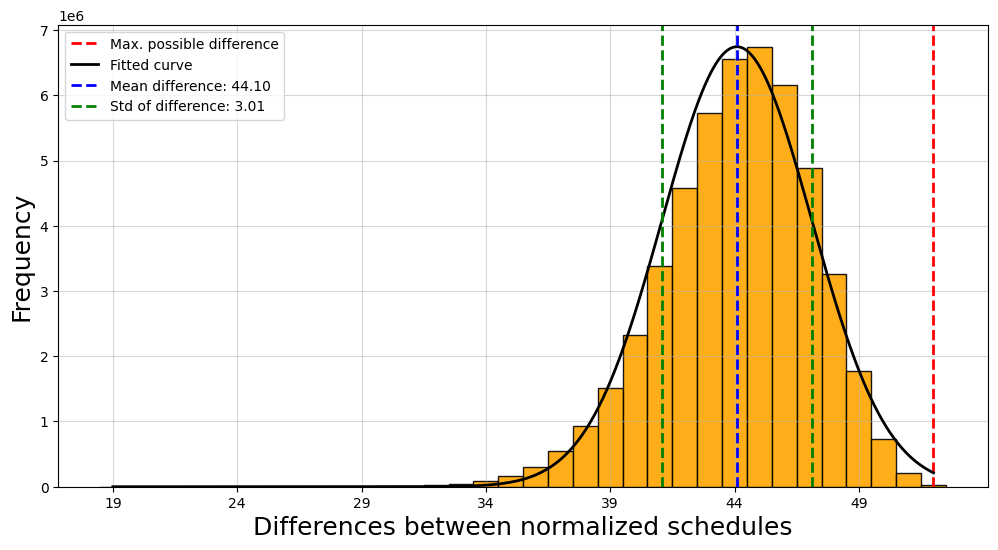 1e6
Max. possible difference
Fitted curve
Mean difference: 44.10
Std of difference: 3.01
7
6
5
4
3
2
1
0
Frequency
19 24 29 34 39 44 49
Differences between normalized schedules